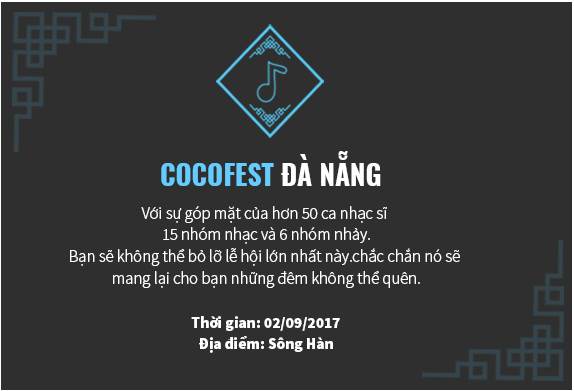 COCOFEST ĐÀ NẴNG
Với sự góp mặt của hơn 50 ca nhạc sĩ
15 nhóm nhạc và 6 nhóm nhảy.
Bạn sẽ không thể bỏ lỡ lễ hội lớn nhất này.chắc chắn nó sẽ
mang lại cho bạn những đêm không thể quên.
Thời gian: 02/09/2017
Địa điểm: Sông Hàn